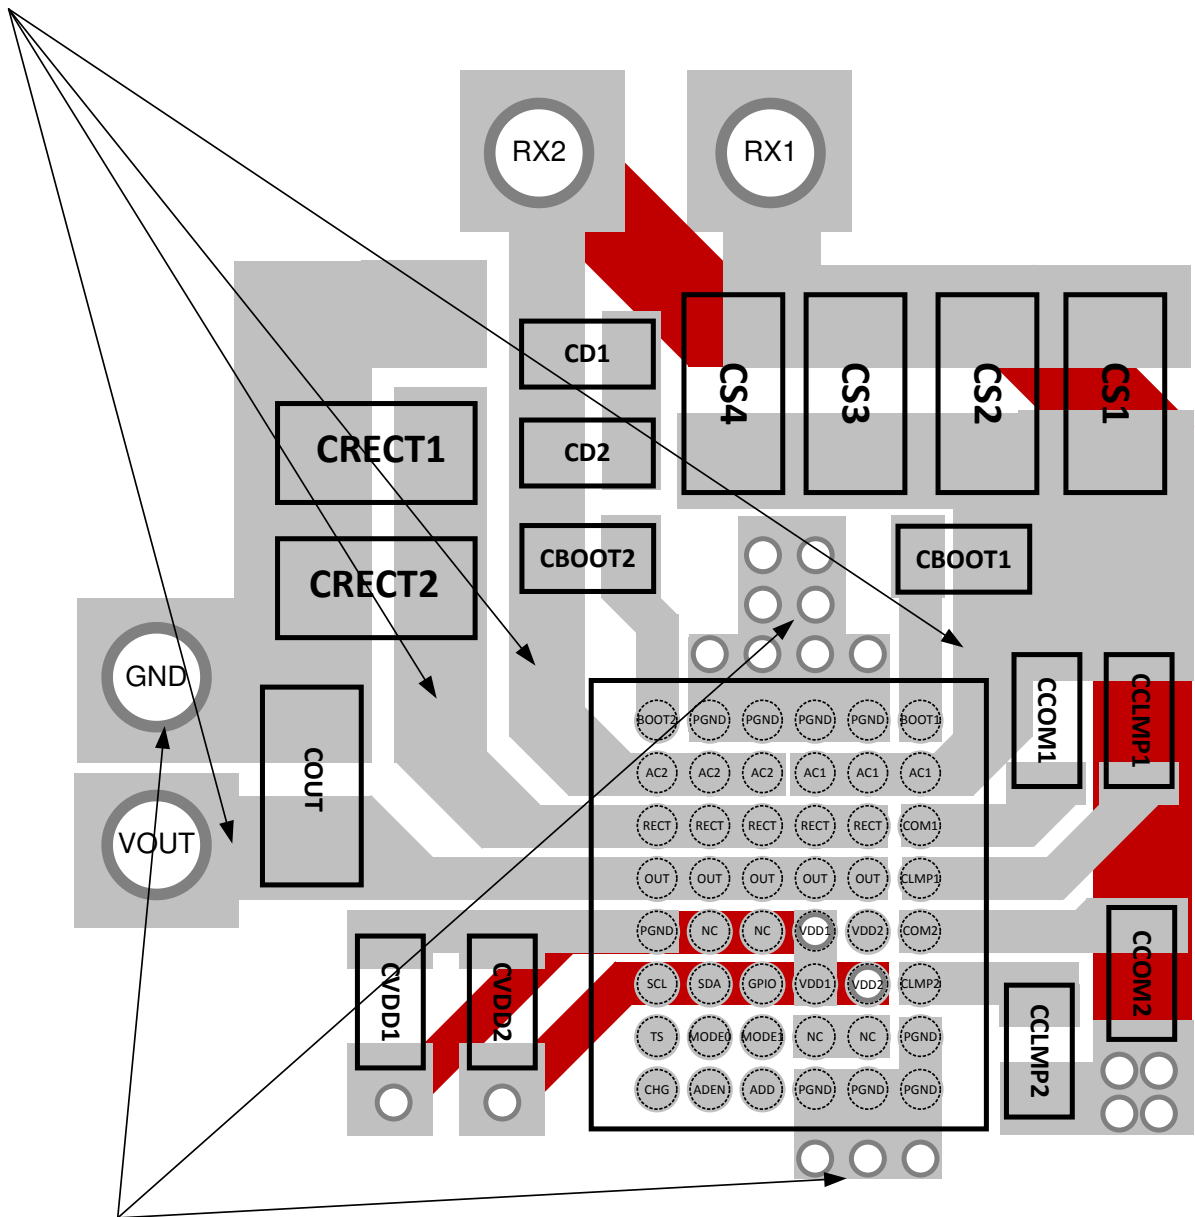 RX2 RX1
CD1
CS4 CS3 CS2 CS1
CRECT1
CD2
CBOOT2 CBOOT1
CRECT2
GND
CCOM1 CCLMP1
BOOT2 PGND PGND PGND PGND BOOT1
COUT
AC2 AC2 AC2 AC1 AC1 AC1
VOUT
RECT RECT RECT RECT RECT COM1
OUT OUT OUT OUT OUT CLMP1
PGND NC NC VDD1 VDD2 COM2
CVDD1 CVDD2 CCOM2
SCL SDA GPIO VDD1 VDD2 CLMP2
TS MODE0 MODE1 NC NC PGND
CCLMP2
CHG ADEN ADD PGND PGND PGND